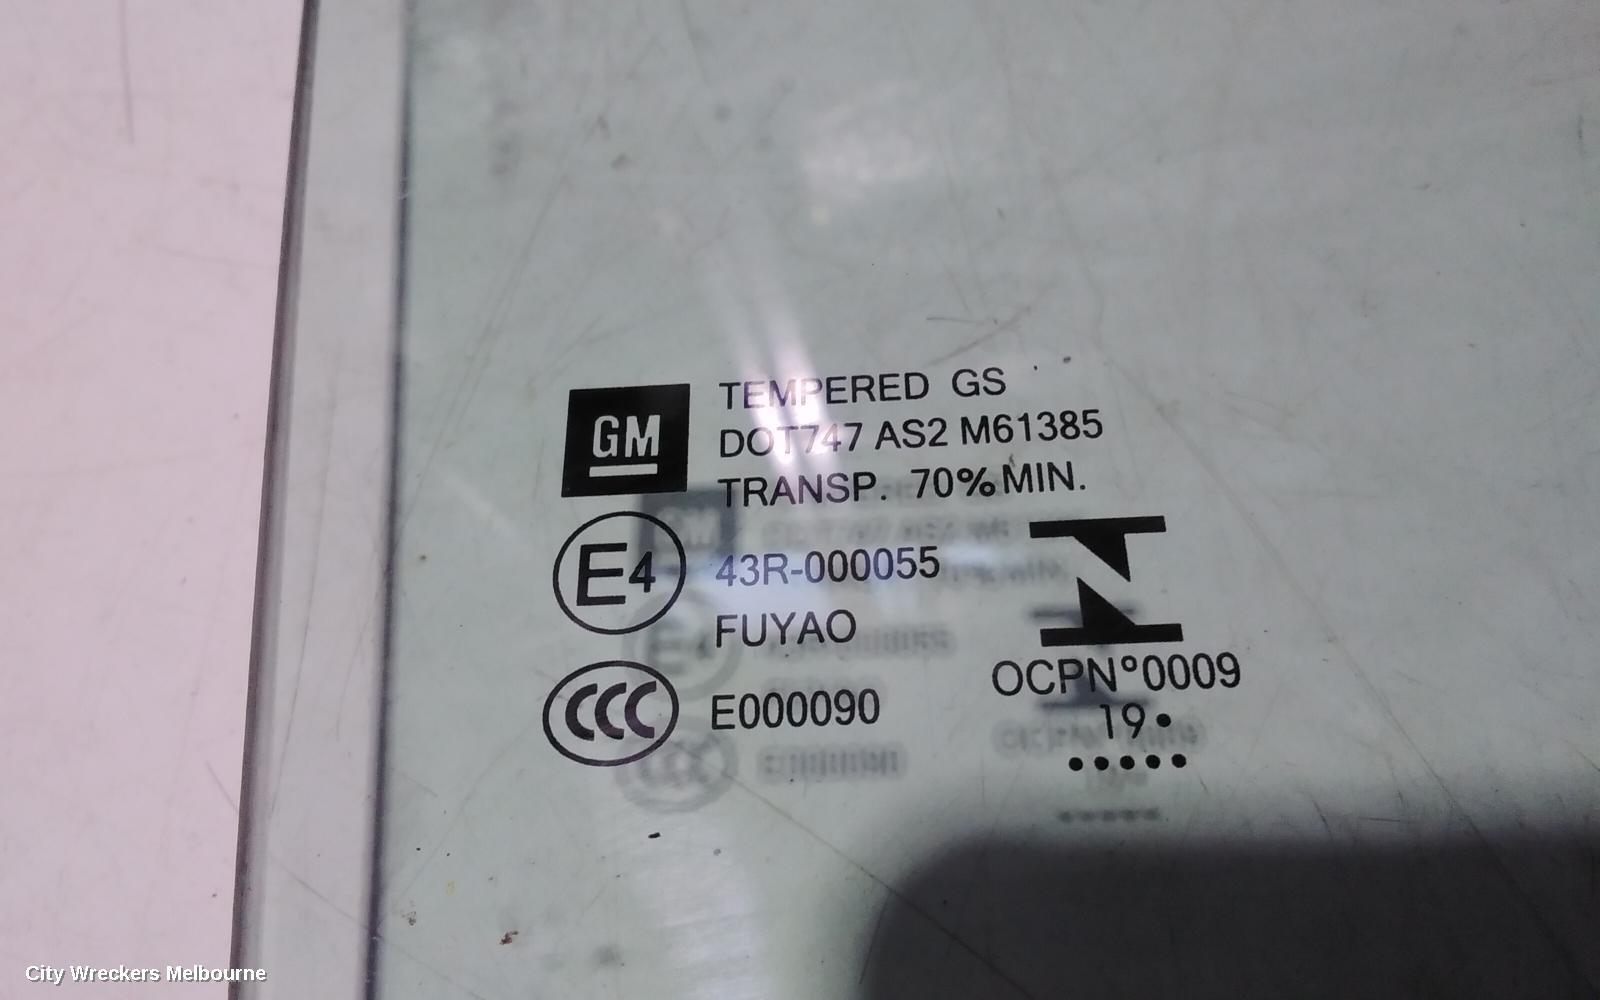 GM
TEMPERED GS
DOT747 AS2 M61385
TRANSP. 70% MIN.
E4
43R-000055
FUYAO
CCC
E000090
OCPN°0009
19•
•••••
City Wreckers Melbourne